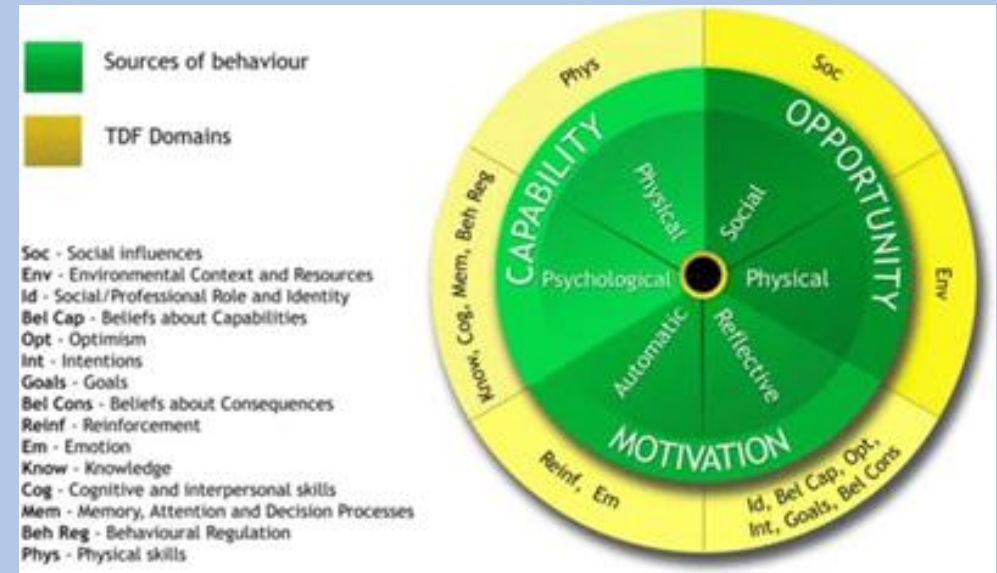 Sources of behaviour
TDF Domains
Soc - Social influences
Env - Environmental Context and Resources
Id - Social/Professional Role and Identity
Bel Cap - Beliefs about Capabilities
Opt - Optimism
Int - Intentions
Goals - Goals
Bel Cons - Beliefs about Consequences
Reinf - Reinforcement
Em - Emotion
Know - Knowledge
Cog - Cognitive and interpersonal skills
Mem - Memory, Attention and Decision Processes
Beh Reg - Behavioural Regulation
Phys - Physical skills
Phys
Soc
Env
Id, Bel Cap, Opt,
Int, Goals, Bel Cons
Reinf, Em
Know, Cog, Mem, Beh Reg
CAPABILITY
OPPORTUNITY
MOTIVATION
Physical
Social
Psychological
Physical
Automatic
Reflective